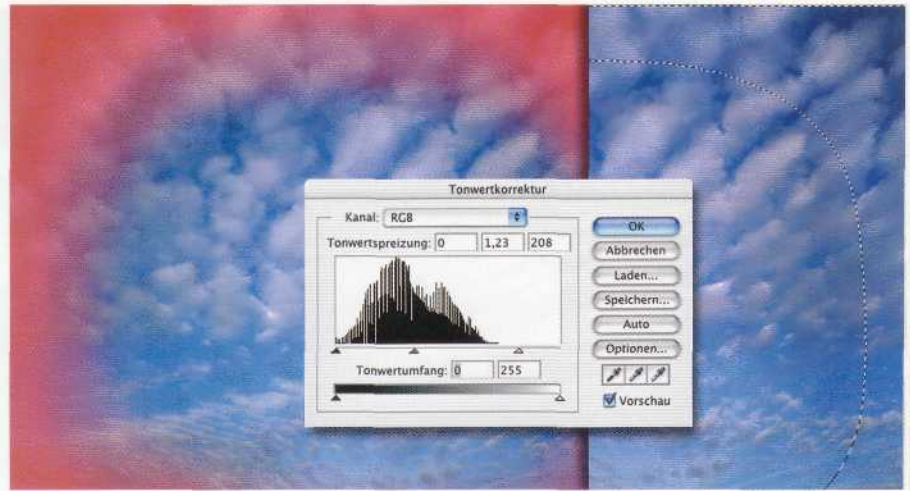 Tonwertkorrektur
Kanal: RGB
OK
Tonwertspreizung: 0 1,23 208
Abbrechen
Laden...
Speichern...
Auto
Optionen...
Tonwertumfang: 0 255
Vorschau